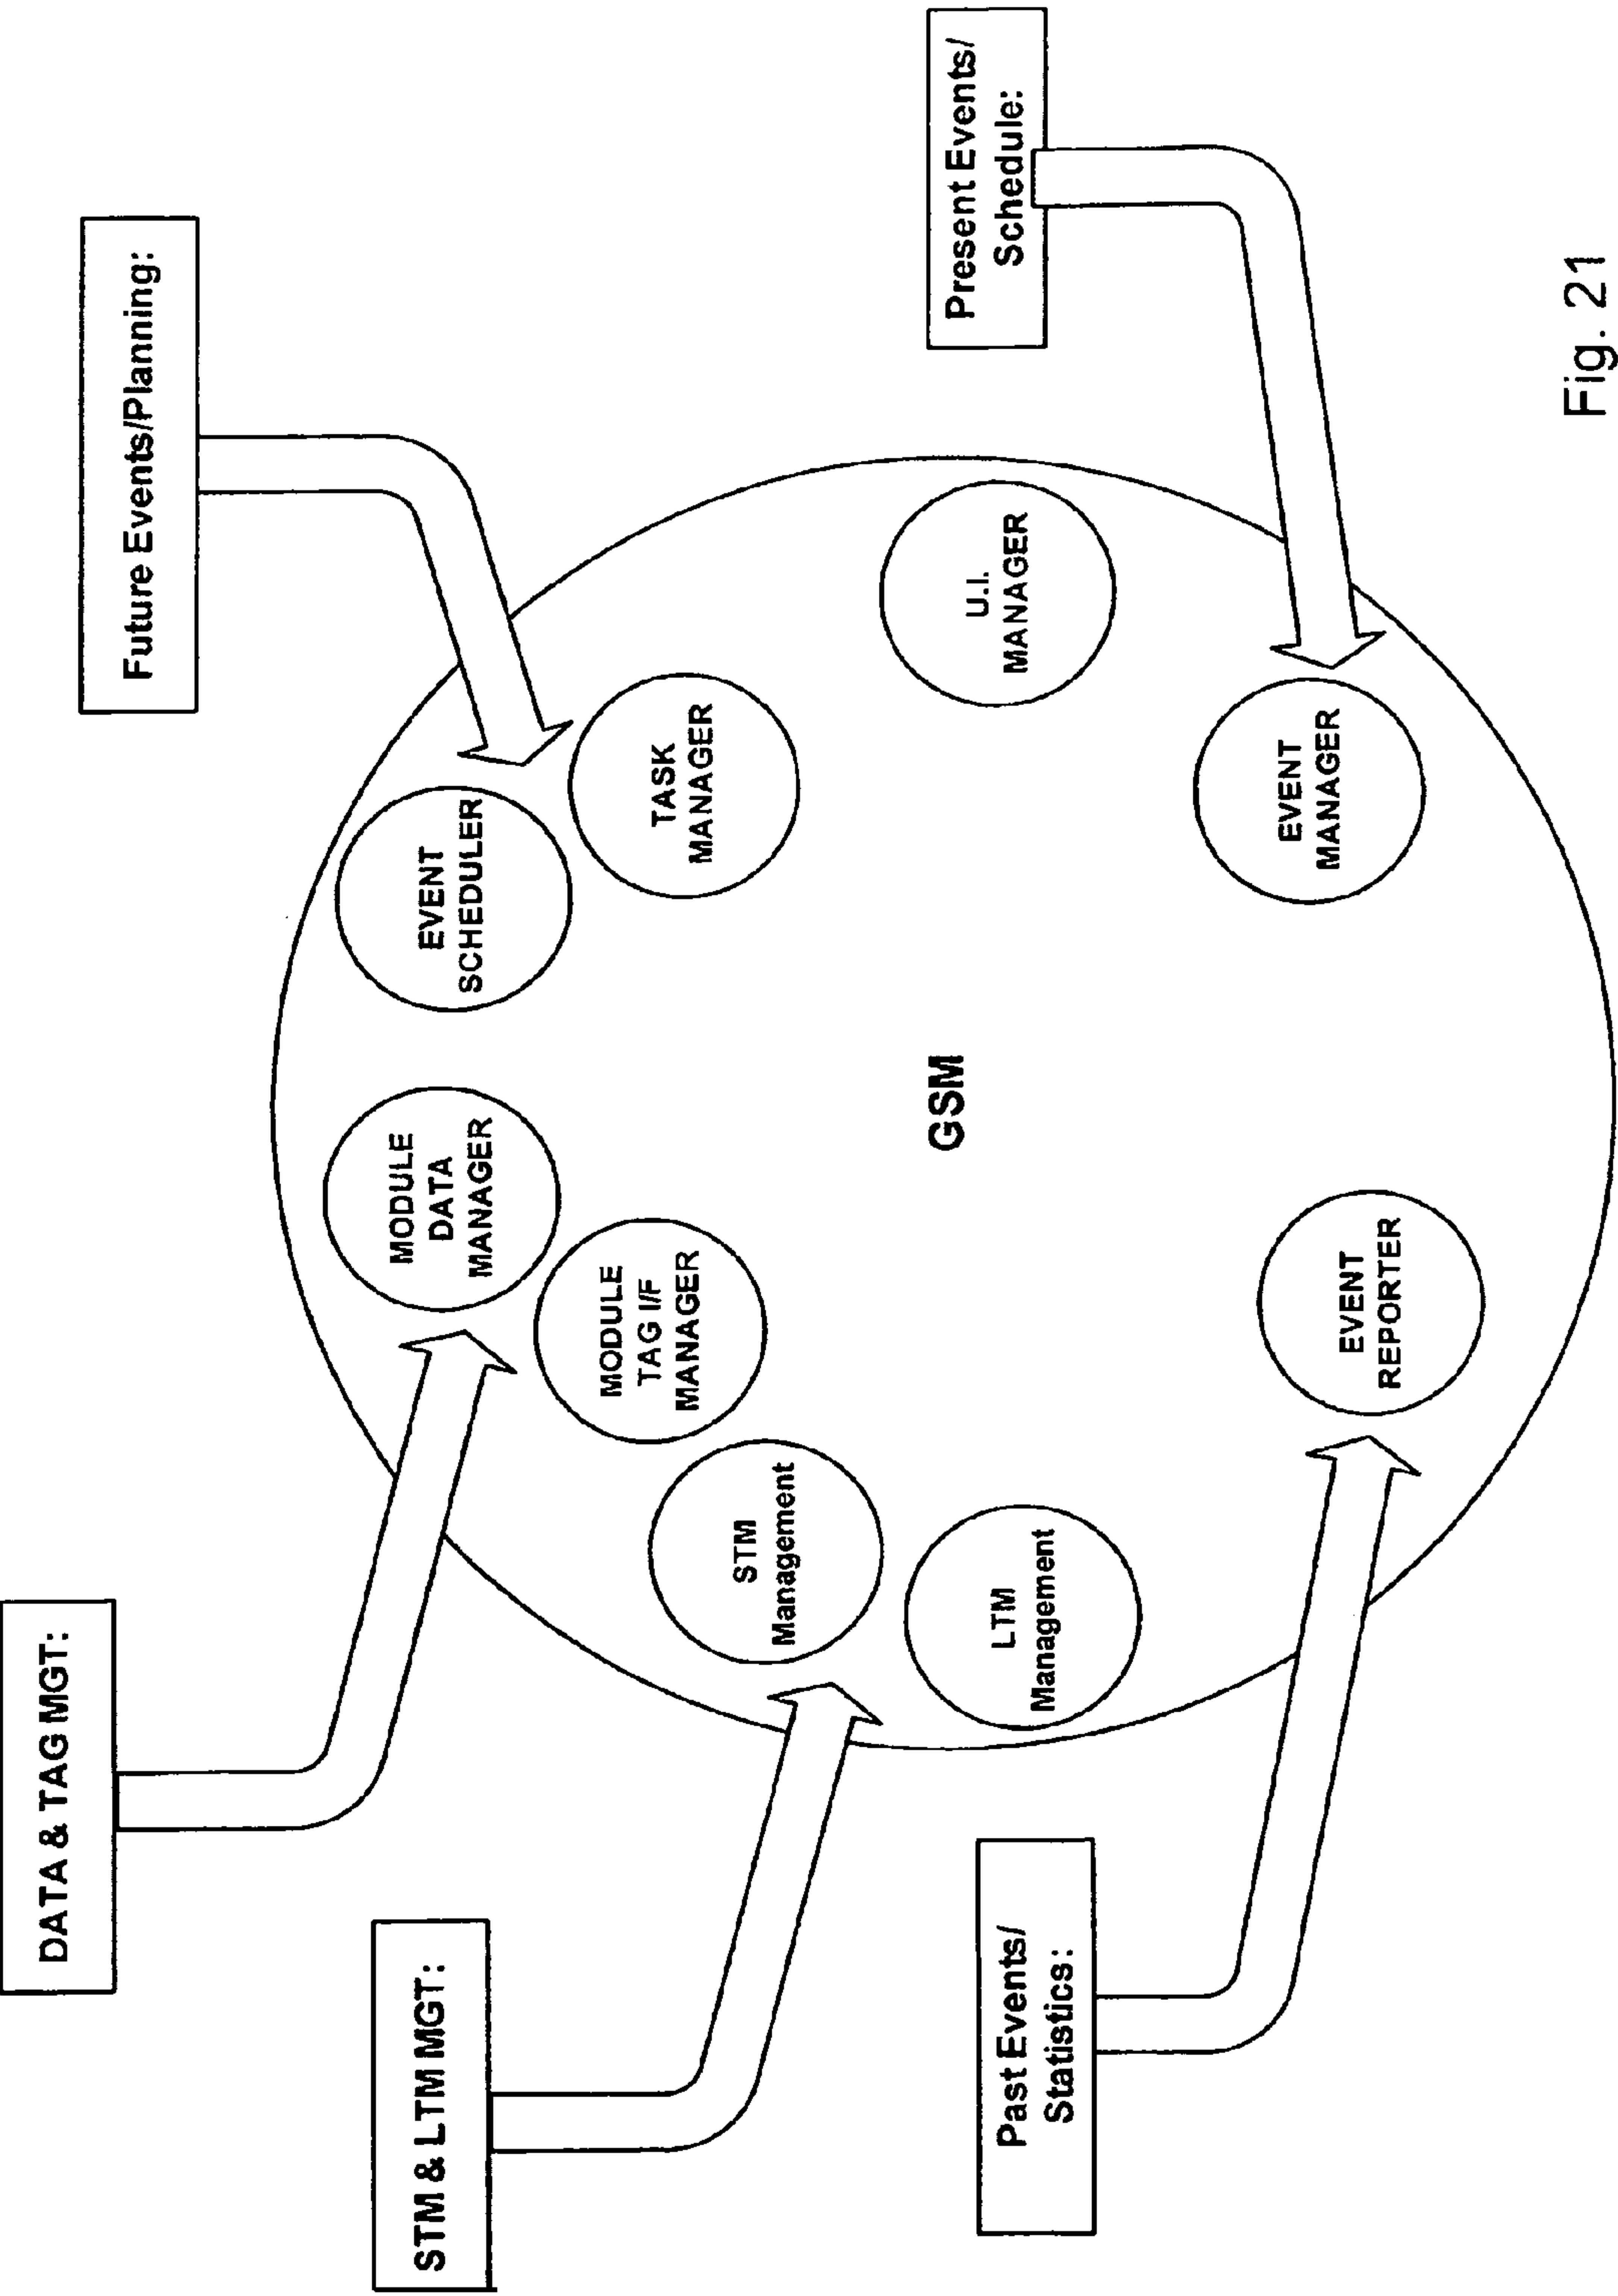 DATA & TAG MGT:
Future Events/Planning:
STM & LTM MGT:
MODULE
DATA
MANAGER
EVENT
SCHEDULER
MODULE
TAG I/F
MANAGER
TASK
MANAGER
STM
Management
LTM
Management
GSM
U.I.
MANAGER
Past Events/
Statistics:
Present Events/
Schedule:
EVENT
REPORTER
EVENT
MANAGER
Fig. 21